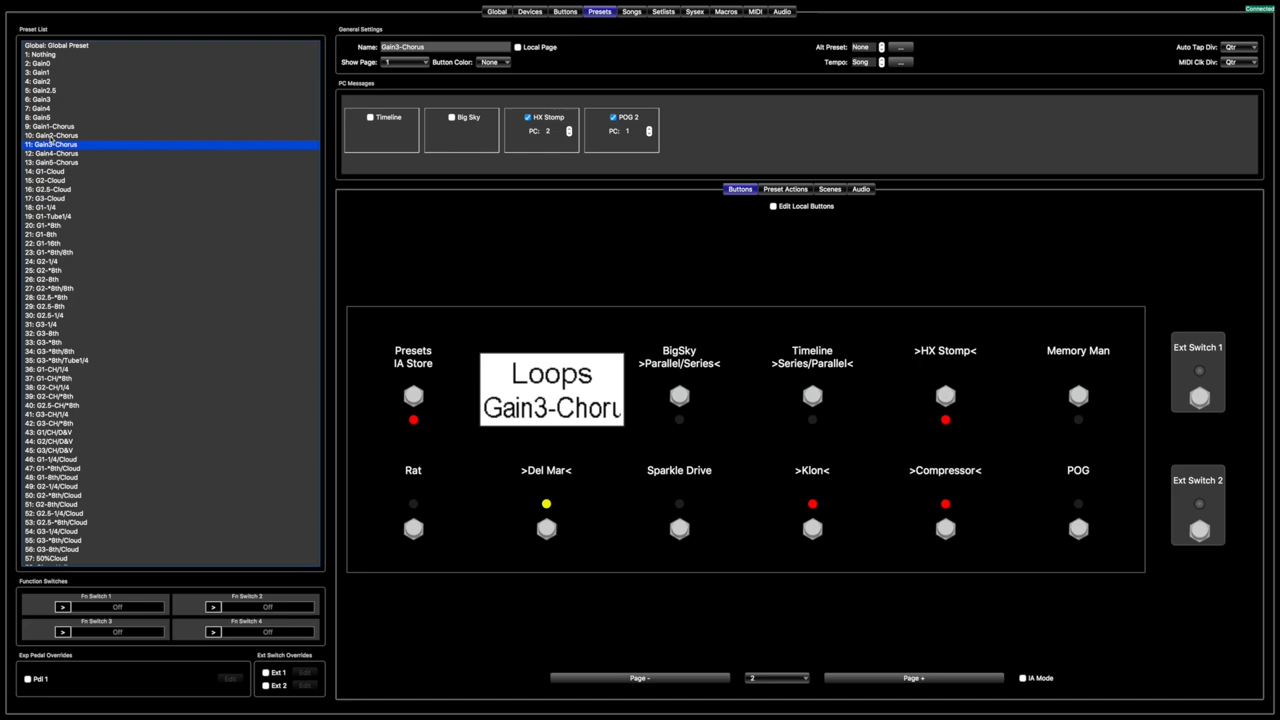 Global Devices Buttons Presets Songs Setlists Sysex Macros MIDI Audio
Connected
Preset List
Global: Global Preset
1: Nothing
2: Gain0
3: Gain1
4: Gain2
5: Gain2.5
6: Gain3
7: Gain4
8: Gain5
9: Gain1-Chorus
10: Gain2-Chorus
11: Gain3-Chorus
12: Gain4-Chorus
13: Gain5-Chorus
14: G1-Cloud
15: G2-Cloud
16: G2.5-Cloud
17: G3-Cloud
18: G1-1/4
19: G1-Tube1/4
20: G1-*8th
21: G1-8th
22: G1-16th
23: G1-*8th/8th
24: G2-1/4
25: G2-*8th
26: G2-8th
27: G2-*8th/8th
28: G2.5-*8th
29: G2.5-8th
30: G2.5-1/4
31: G3-1/4
32: G3-8th
33: G3-*8th
34: G3-*8th/8th
35: G3-*8th/Tube1/4
36: G1-CH/1/4
37: G1-CH/*8th
38: G2-CH/1/4
39: G2-CH/*8th
40: G2.5-CH/*8th
41: G3-CH/1/4
42: G3-CH/*8th
43: G1/CH/D&V
44: G2/CH/D&V
45: G3/CH/D&V
46: G1-1/4/Cloud
47: G1-*8th/Cloud
48: G1-8th/Cloud
49: G2-1/4/Cloud
50: G2-*8th/Cloud
51: G2-8th/Cloud
52: G2.5-1/4/Cloud
53: G2.5-*8th/Cloud
54: G3-1/4/Cloud
55: G3-*8th/Cloud
56: G3-8th/Cloud
57: 50%Cloud
Function Switches
Fn Switch 1 Fn Switch 2
> Off > Off
Fn Switch 3 Fn Switch 4
> Off > Off
Exp Pedal Overrides
Pdl 1 Edit
Ext Switch Overrides
Ext 1 Edit
Ext 2 Edit
General Settings
Name: Gain3-Chorus Local Page Alt Preset: None ... Auto Tap Div: Qtr
Show Page: 1 Button Color: None Tempo: Song ... MIDI Clk Div: Qtr
PC Messages
Timeline Big Sky HX Stomp POG 2
PC: 2 PC: 1
Buttons Preset Actions Scenes Audio
Edit Local Buttons
Presets
IA Store
Loops
Gain3-Choru
BigSky
>Parallel/Series<
Timeline
>Series/Parallel<
>HX Stomp<
Memory Man
Ext Switch 1
Rat >Del Mar< Sparkle Drive >Klon< >Compressor< POG
Ext Switch 2
Page - 2 Page + IA Mode